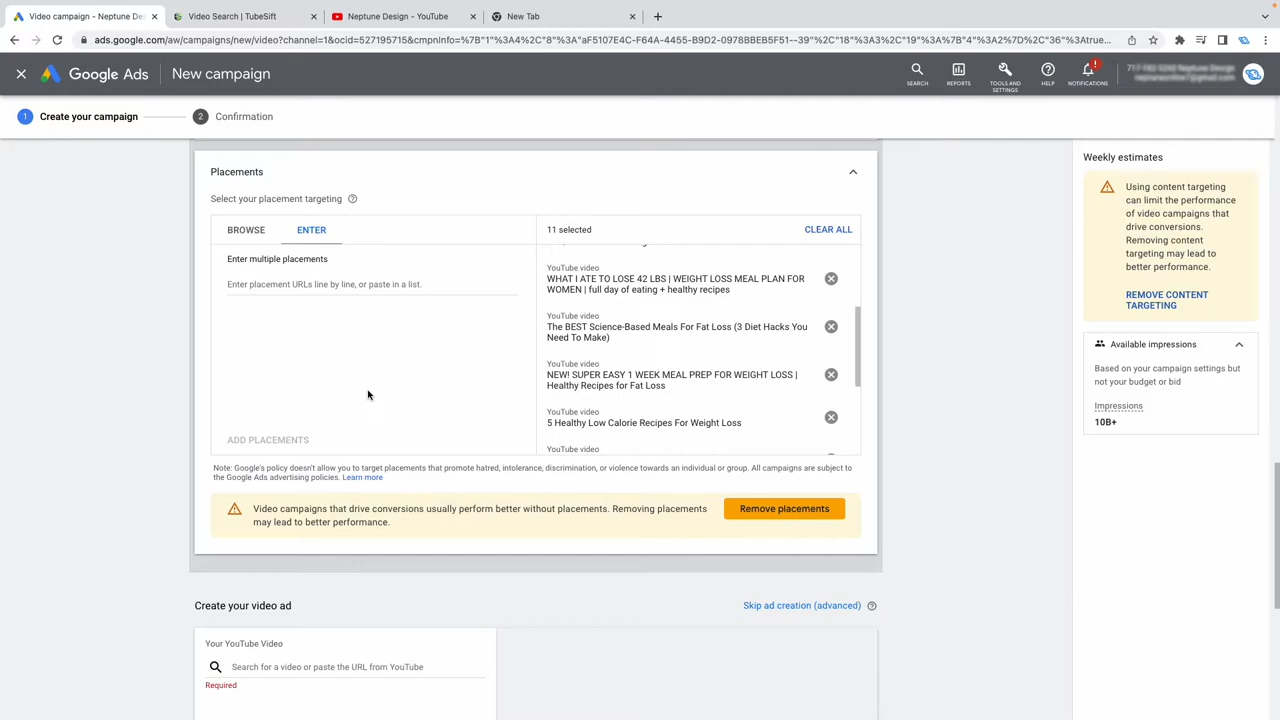 Video campaign - Neptune De
Video Search | TubeSift
Neptune Design - YouTube
New Tab
ads.google.com/aw/campaigns/new/video?channel=1&ocid=527195715&cmpnInfo=%7B"1"%3A4%2C"8"%3A"aF5107E4C-F64A-4455-B9D2-0978BBEB5F51--39"%2C"18"%3A3%2C"19"%3A%7B"4"%3A2%7D%2C"36"%3Atrue...
Google Ads
New campaign
SEARCH
REPORTS
TOOLS AND
SETTINGS
HELP
NOTIFICATIONS
1 Create your campaign
2 Confirmation
Placements
Select your placement targeting
BROWSE
ENTER
11 selected
CLEAR ALL
Enter multiple placements
Enter placement URLs line by line, or paste in a list.
ADD PLACEMENTS
YouTube video
WHAT I ATE TO LOSE 42 LBS | WEIGHT LOSS MEAL PLAN FOR
WOMEN | full day of eating + healthy recipes
YouTube video
The BEST Science-Based Meals For Fat Loss (3 Diet Hacks You
Need To Make)
YouTube video
NEW! SUPER EASY 1 WEEK MEAL PREP FOR WEIGHT LOSS |
Healthy Recipes for Fat Loss
YouTube video
5 Healthy Low Calorie Recipes For Weight Loss
YouTube video
Note: Google's policy doesn't allow you to target placements that promote hatred, intolerance, discrimination, or violence towards an individual or group. All campaigns are subject to
the Google Ads advertising policies. Learn more
Video campaigns that drive conversions usually perform better without placements. Removing placements
may lead to better performance.
Remove placements
Create your video ad
Skip ad creation (advanced)
Your YouTube Video
Search for a video or paste the URL from YouTube
Required
Weekly estimates
Using content targeting
can limit the performance
of video campaigns that
drive conversions.
Removing content
targeting may lead to
better performance.
REMOVE CONTENT
TARGETING
Available impressions
Based on your campaign settings but
not your budget or bid
Impressions
10B+